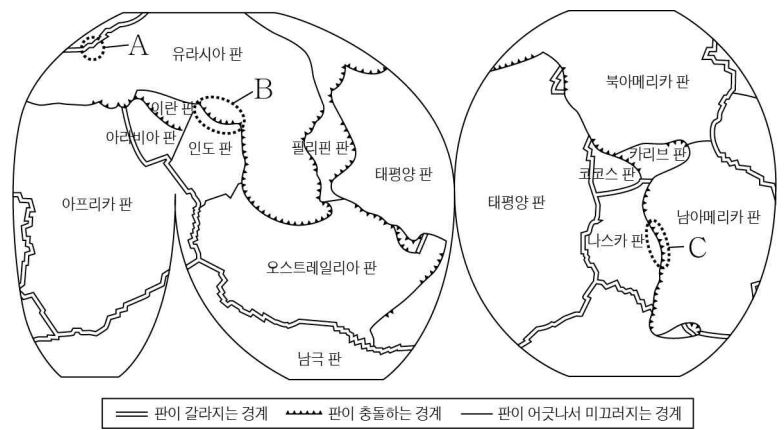 A
유라시아 판
B
이란 판
아라비아 판
인도 판
필리핀 판
태평양 판
아프리카 판
오스트레일리아 판
남극 판
북아메리카 판
카리브 판
코코스 판
태평양 판
남아메리카 판
나스카 판
C
판이 갈라지는 경계 판이 충돌하는 경계 판이 어긋나서 미끄러지는 경계